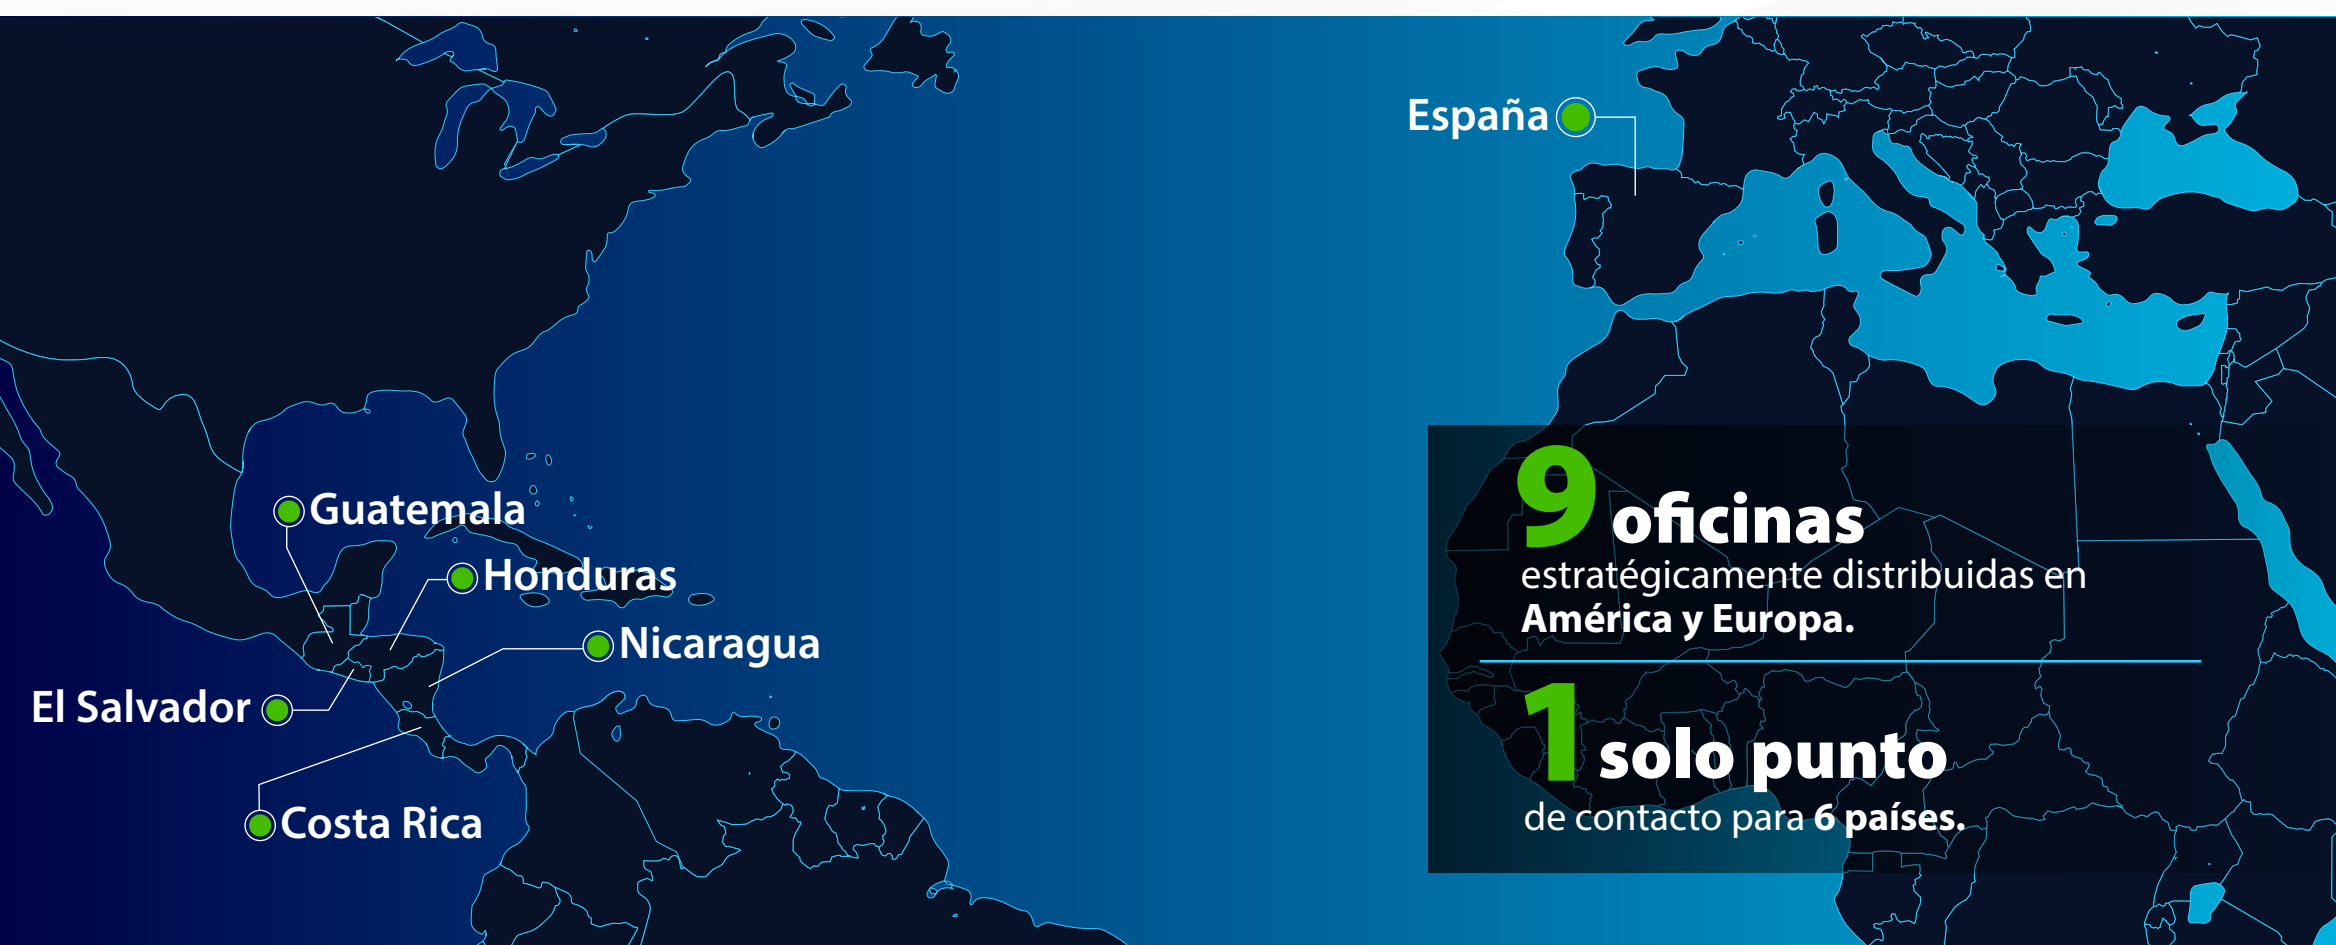 España
Guatemala
Honduras
Nicaragua
El Salvador
Costa Rica
9 oficinas
estratégicamente distribuidas en
América y Europa.
1 solo punto
de contacto para 6 países.